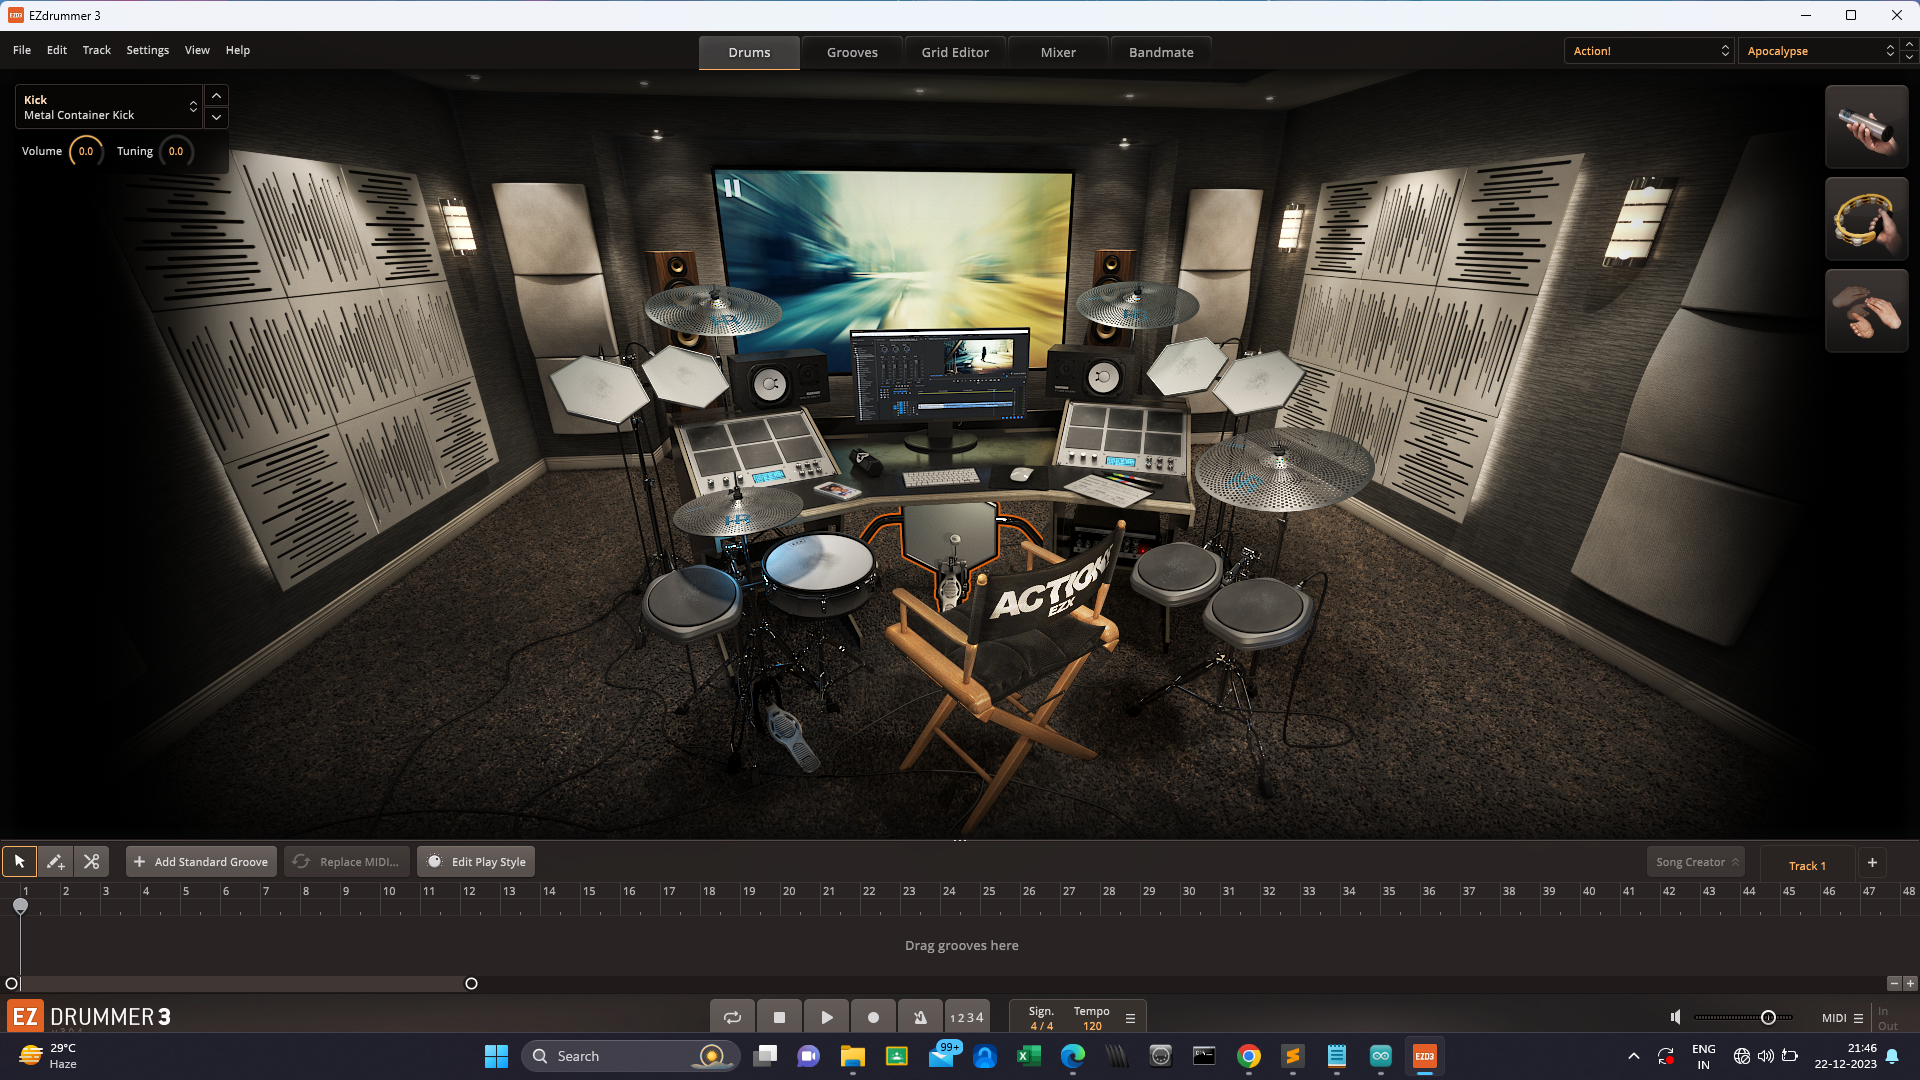 EZdrummer 3
File Edit Track Settings View Help
Drums Grooves Grid Editor Mixer Bandmate
Action! Apocalypse
Kick
Metal Container Kick
Volume 0.0 Tuning 0.0
ACTION
EZX
Add Standard Groove Replace MIDI... Edit Play Style Song Creator Track 1
1 2 3 4 5 6 7 8 9 10 11 12 13 14 15 16 17 18 19 20 21 22 23 24 25 26 27 28 29 30 31 32 33 34 35 36 37 38 39 40 41 42 43 44 45 46 47 48
Drag grooves here
EZ DRUMMER 3
1234
Sign. Tempo
4 / 4 120
MIDI In
Out
29°C
Haze
Search
99+
EZD3
ENG
IN
21:46
22-12-2023